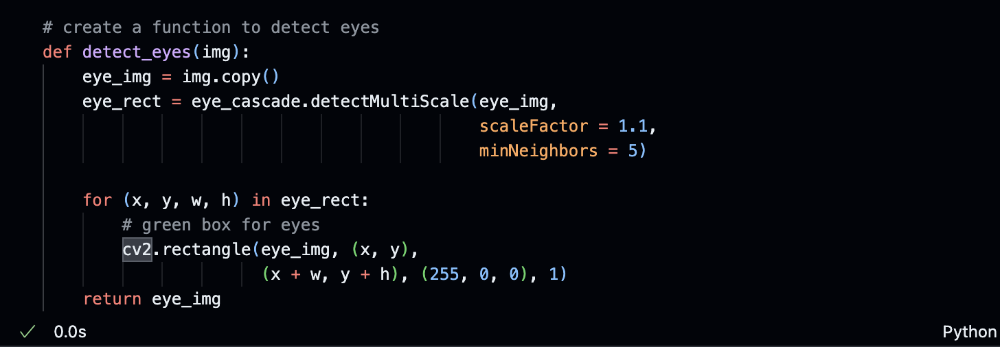 # create a function to detect eyes
def detect_eyes(img):
    eye_img = img.copy()
    eye_rect = eye_cascade.detectMultiScale(eye_img,
                                            scaleFactor = 1.1,
                                            minNeighbors = 5)
    for (x, y, w, h) in eye_rect:
        # green box for eyes
        cv2.rectangle(eye_img, (x, y),
                      (x + w, y + h), (255, 0, 0), 1)
    return eye_img
0.0s
Python